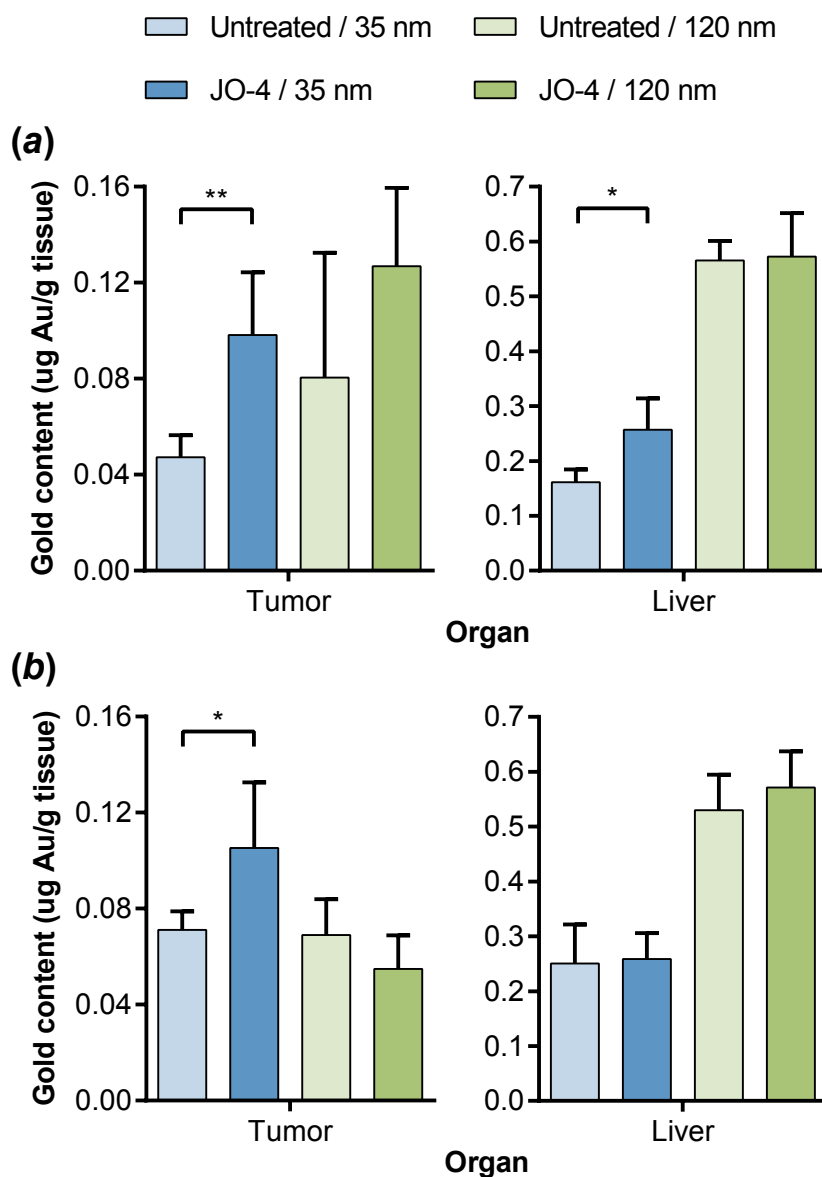 Untreated / 35 nm
Untreated / 120 nm
JO-4 / 35 nm
JO-4 / 120 nm
(a)
Gold content (ug Au/g tissue)
0.16
0.12
0.08
0.04
0.00
**
Tumor
0.7
0.6
0.5
0.4
0.3
0.2
0.1
0.0
*
Liver
Organ
(b)
Gold content (ug Au/g tissue)
0.16
0.12
0.08
0.04
0.00
*
Tumor
0.7
0.6
0.5
0.4
0.3
0.2
0.1
0.0
Liver
Organ